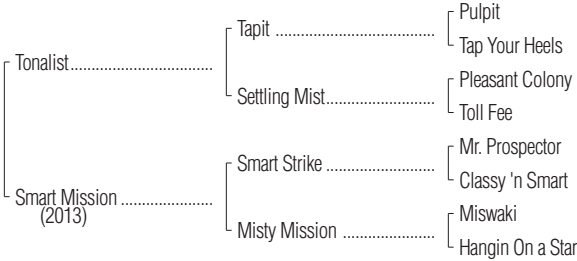 Pulpit
Tapit ........................................
Tap Your Heels
Tonalist....................................
Pleasant Colony
Settling Mist...........................
Toll Fee
Mr. Prospector
Smart Strike ...........................
Classy 'n Smart
Smart Mission .......................
(2013)
Miswaki
Misty Mission .......................
Hangin On a Star